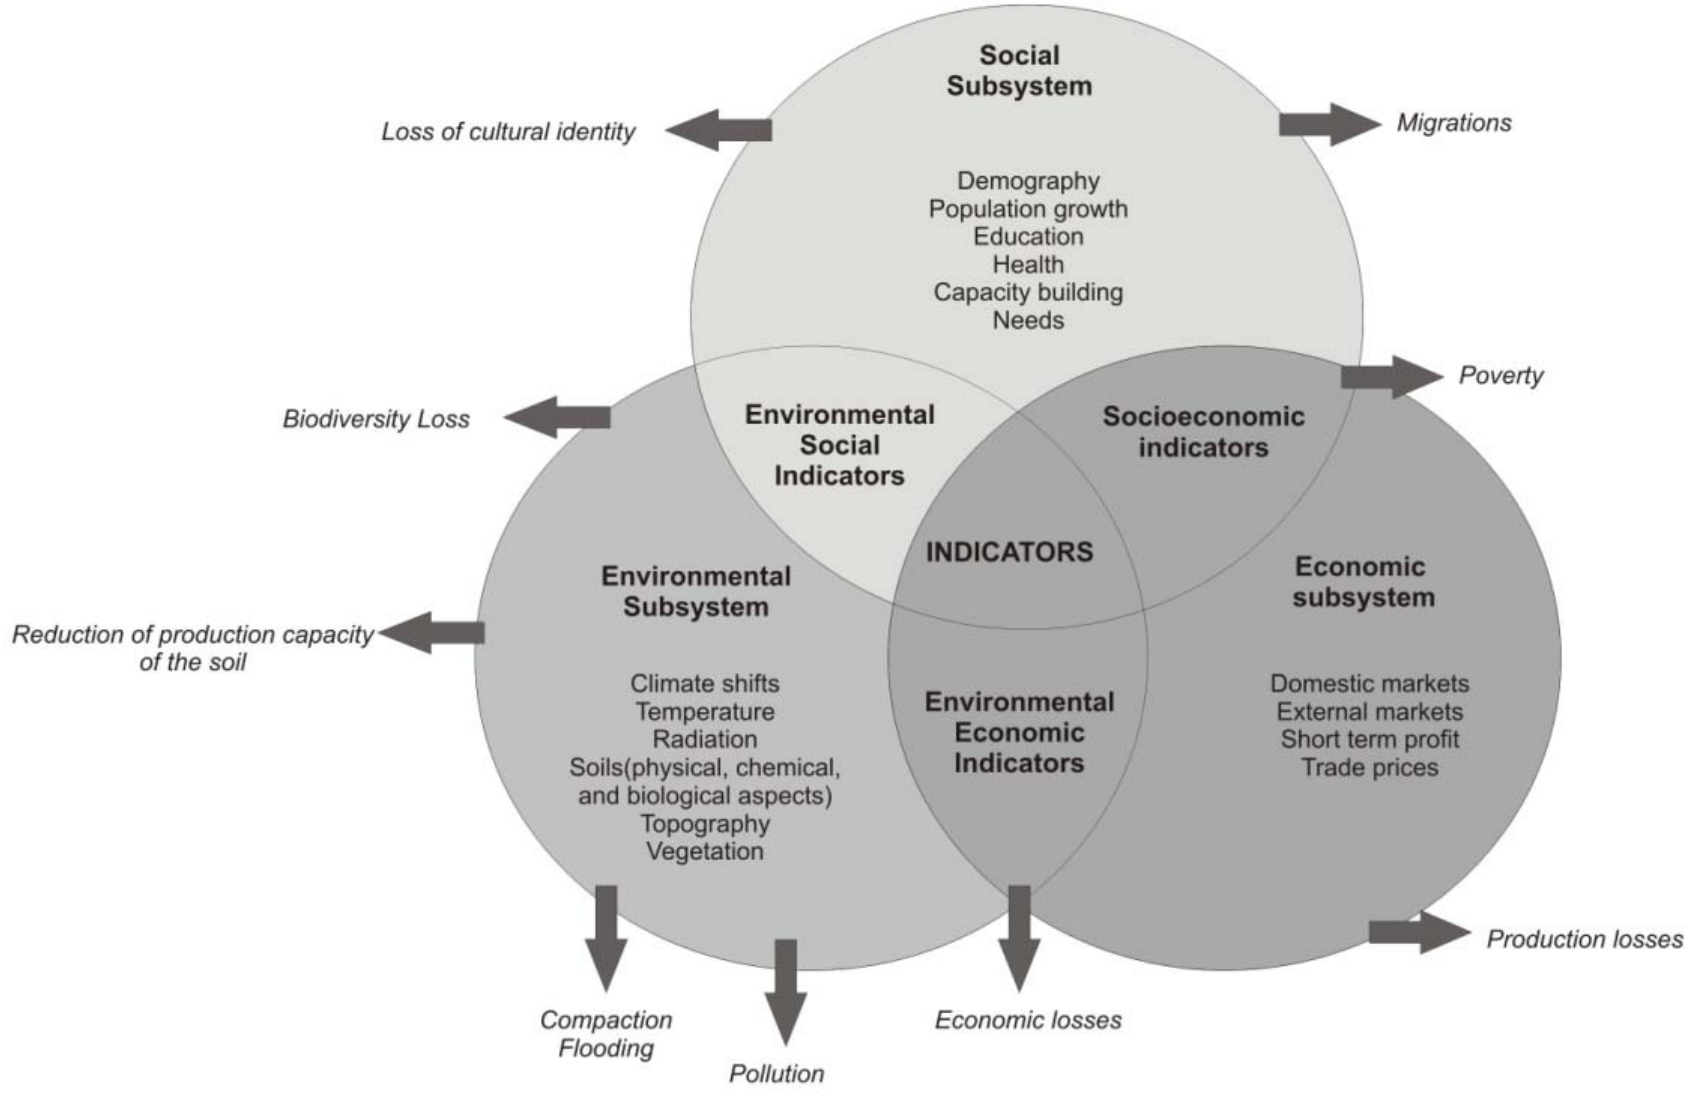 Social
Subsystem
Loss of cultural identity
Migrations
Demography
Population growth
Education
Health
Capacity building
Needs
Poverty
Biodiversity Loss
Environmental
Social
Indicators
Socioeconomic
indicators
INDICATORS
Environmental
Subsystem
Economic
subsystem
Reduction of production capacity
of the soil
Climate shifts
Temperature
Radiation
Soils(physical, chemical,
and biological aspects)
Topography
Vegetation
Environmental
Economic
Indicators
Domestic markets
External markets
Short term profit
Trade prices
Production losses
Compaction
Flooding
Pollution
Economic losses